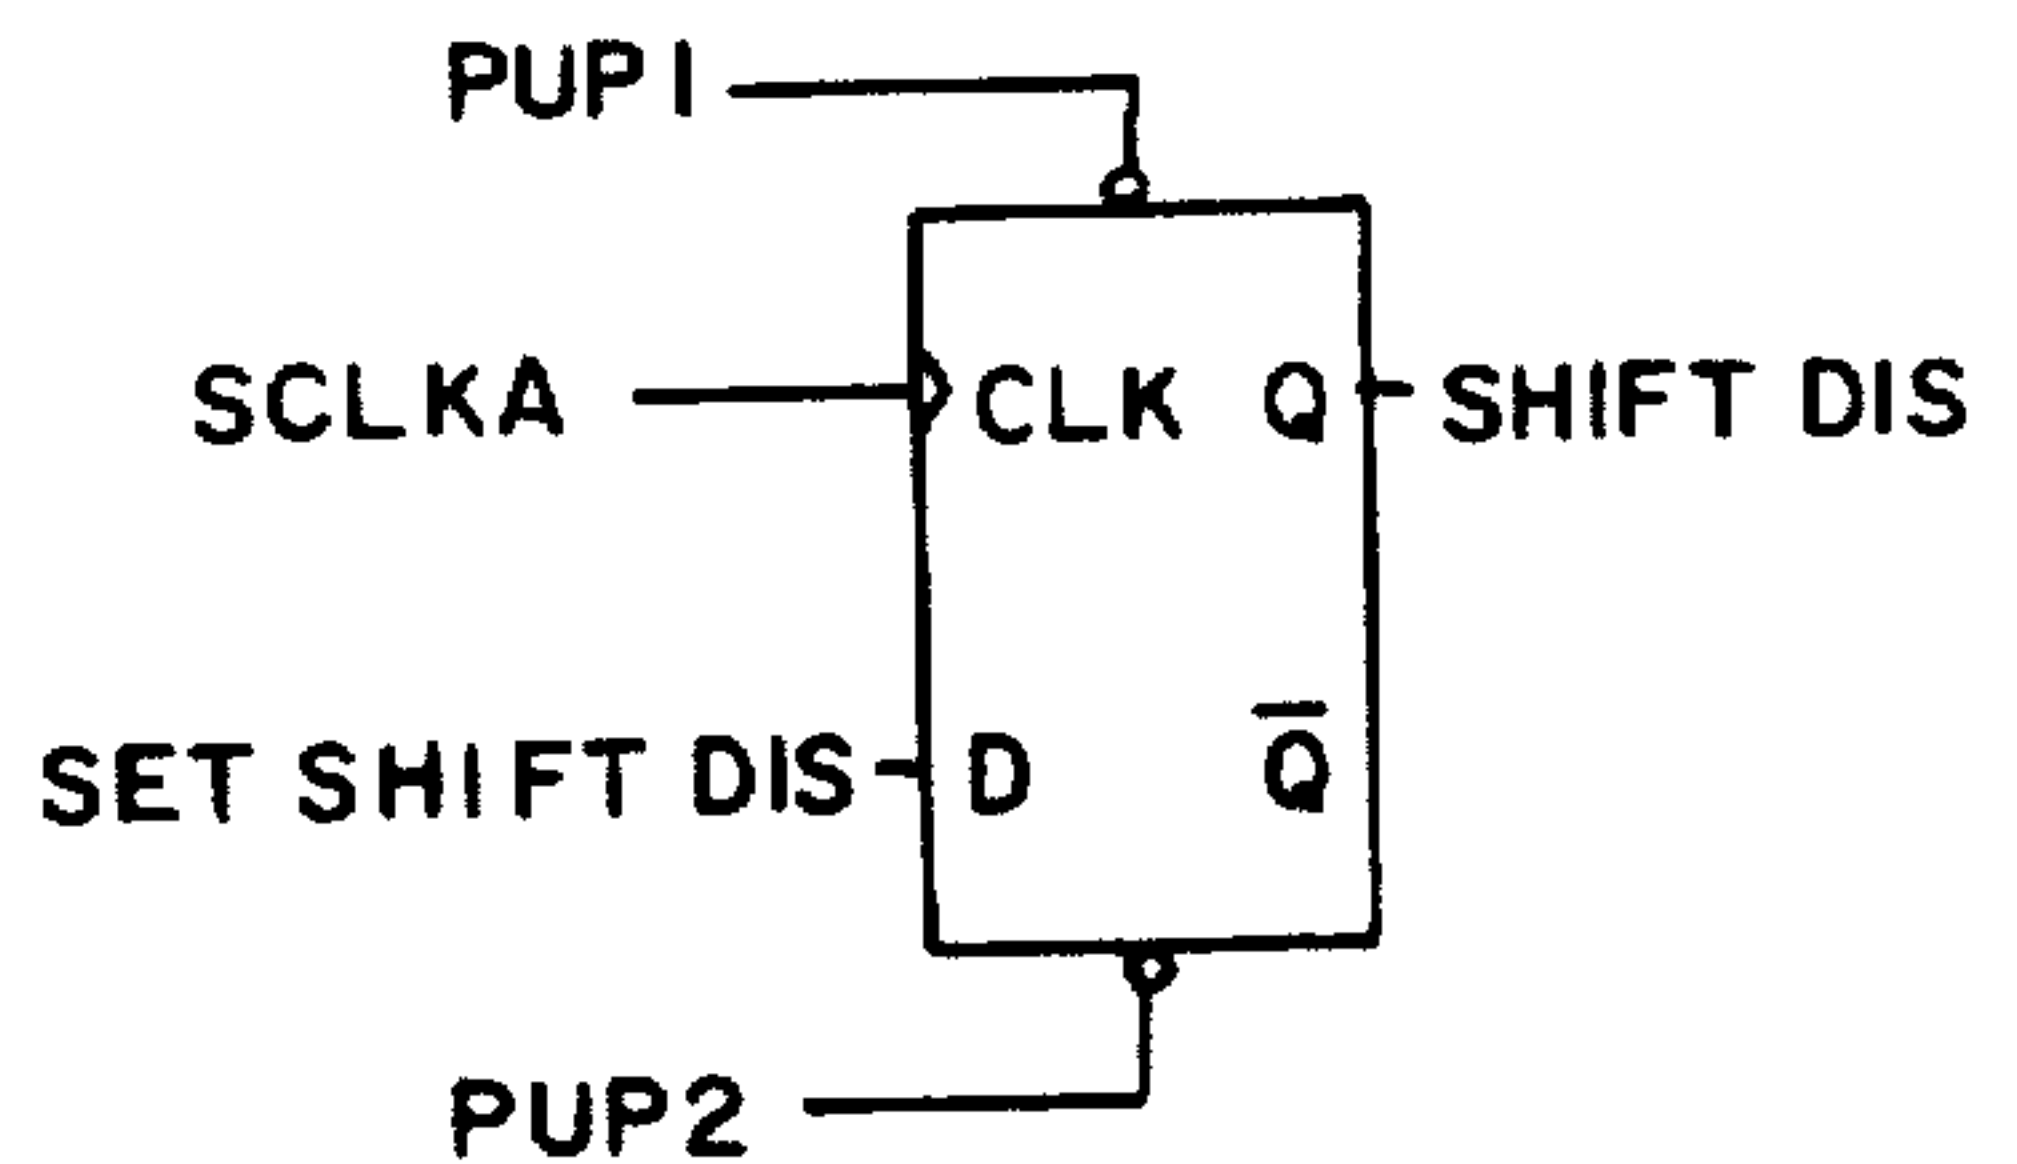 PUP1
SCLKA CLK Q SHIFT DIS
SET SHIFT DIS D Q̅
PUP2